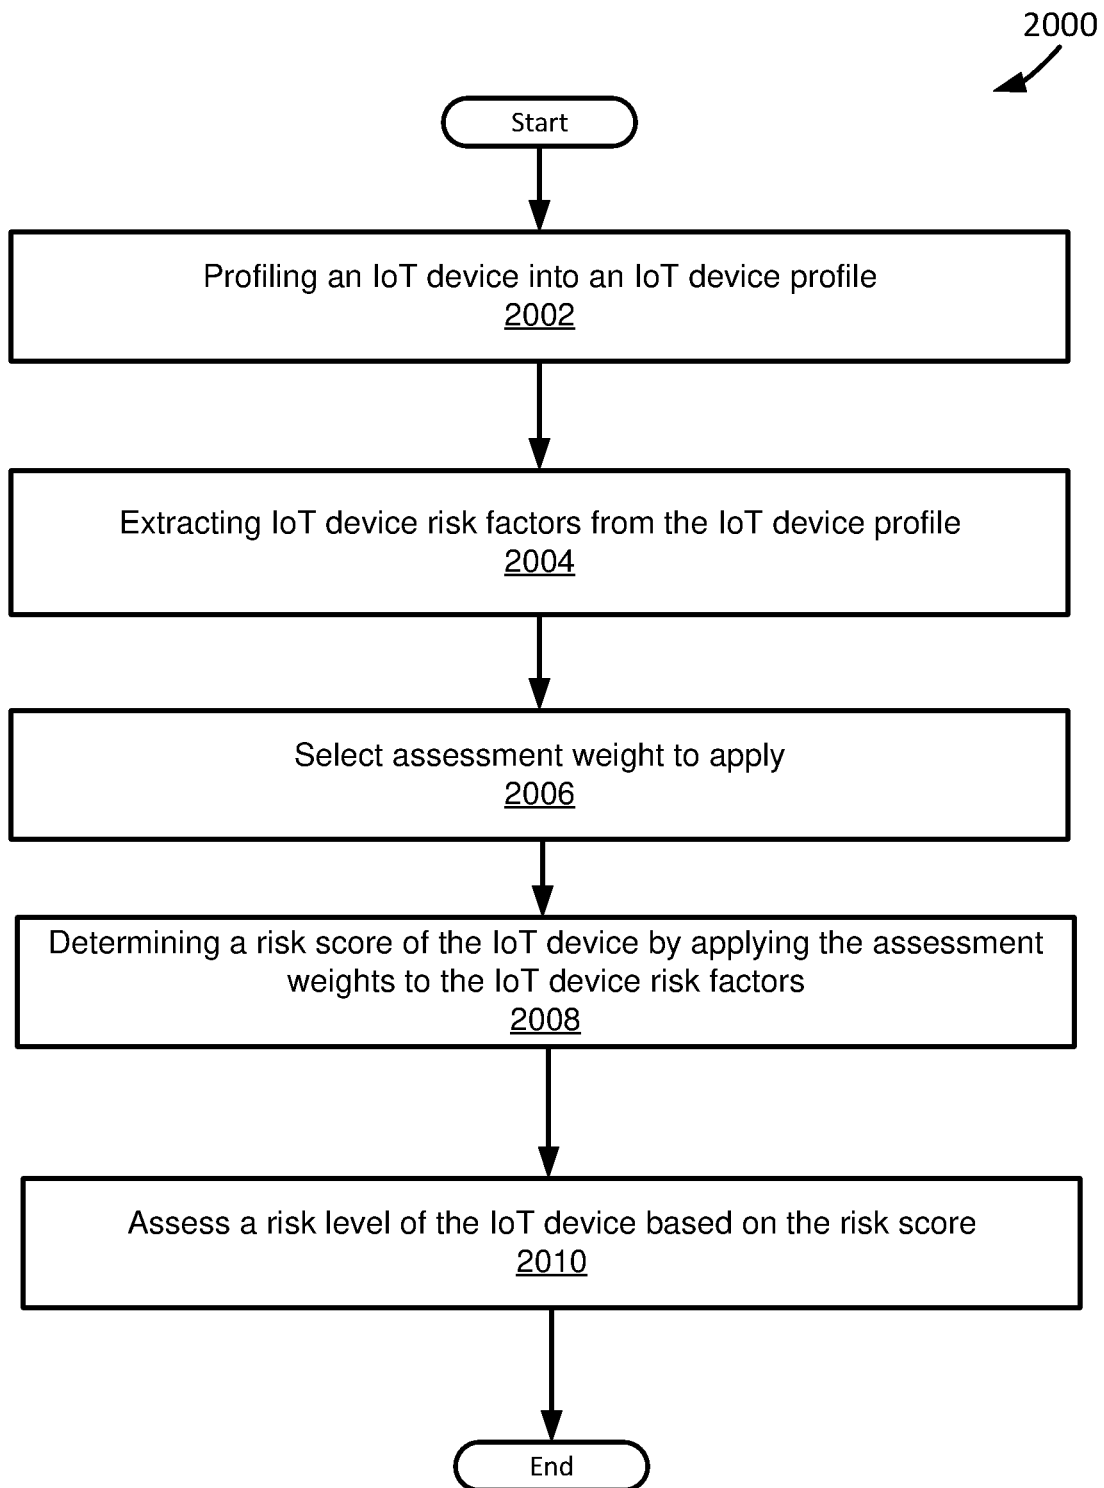 2000
Start
Profiling an IoT device into an IoT device profile
2002
Extracting IoT device risk factors from the IoT device profile
2004
Select assessment weight to apply
2006
Determining a risk score of the IoT device by applying the assessment
weights to the IoT device risk factors
2008
Assess a risk level of the IoT device based on the risk score
2010
End